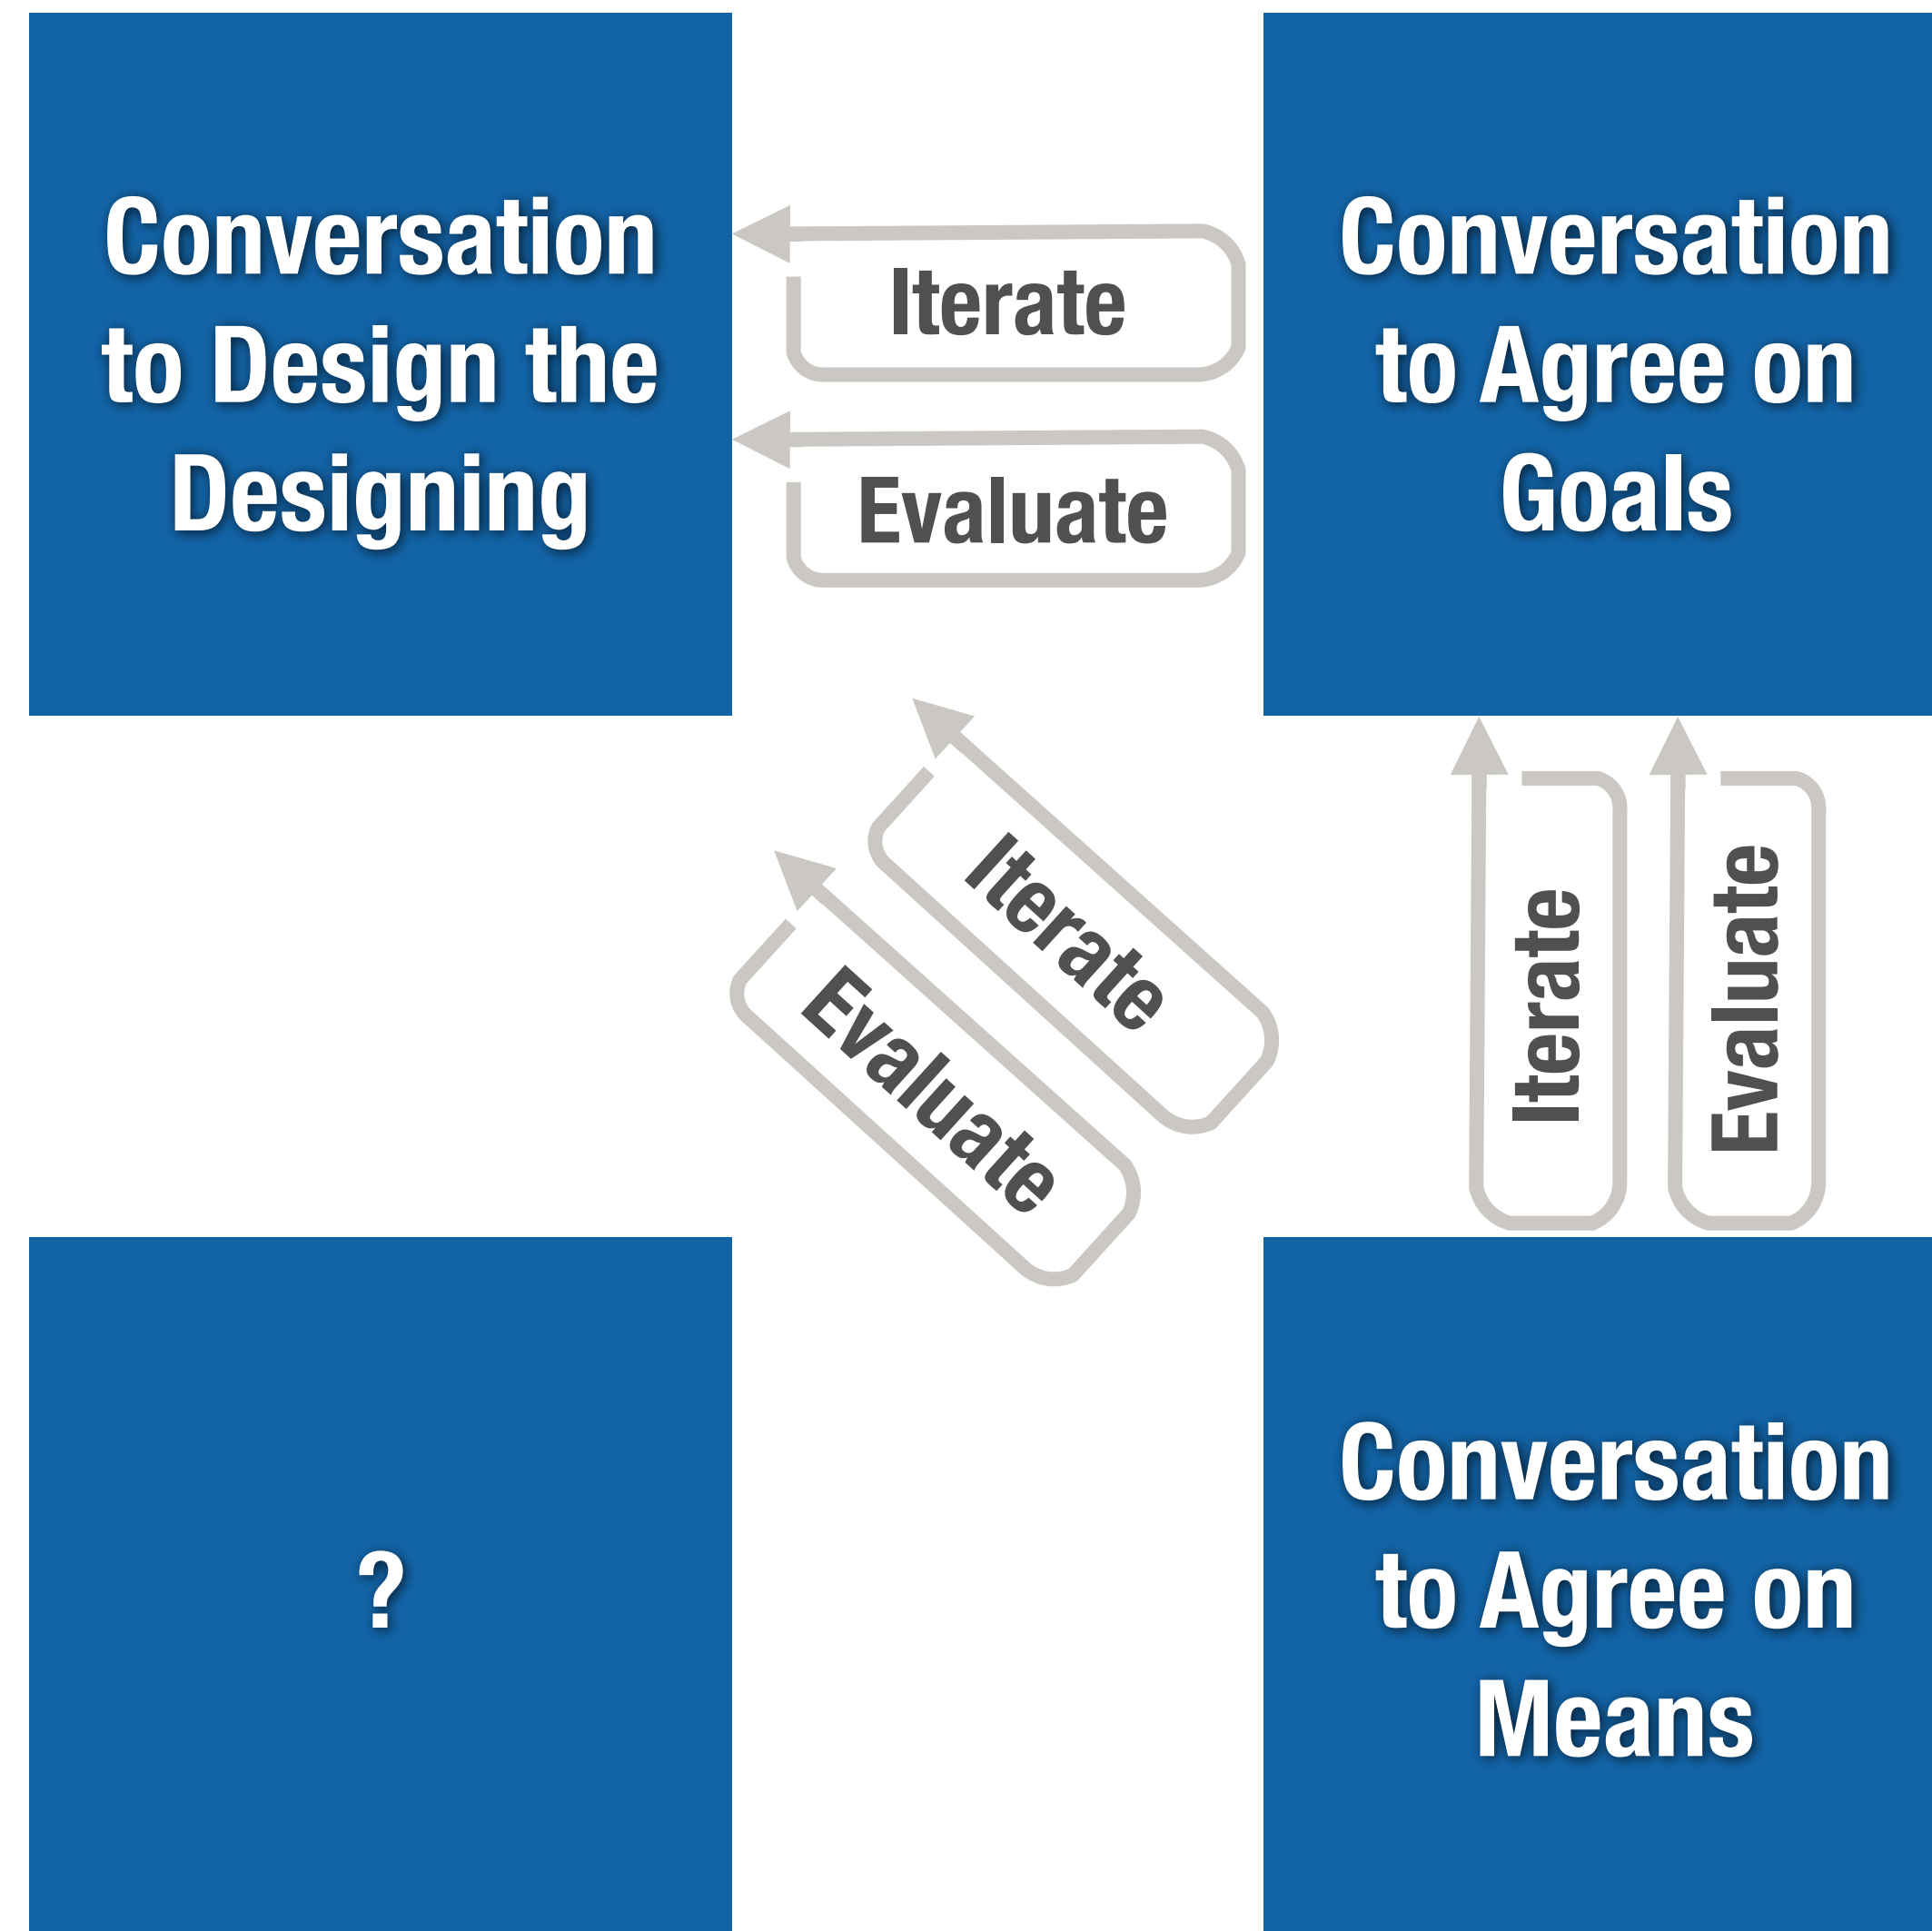 Conversation
to Design the
Designing
Iterate
Evaluate
Conversation
to Agree on
Goals
Iterate
Evaluate
Iterate
Evaluate
?
Conversation
to Agree on
Means